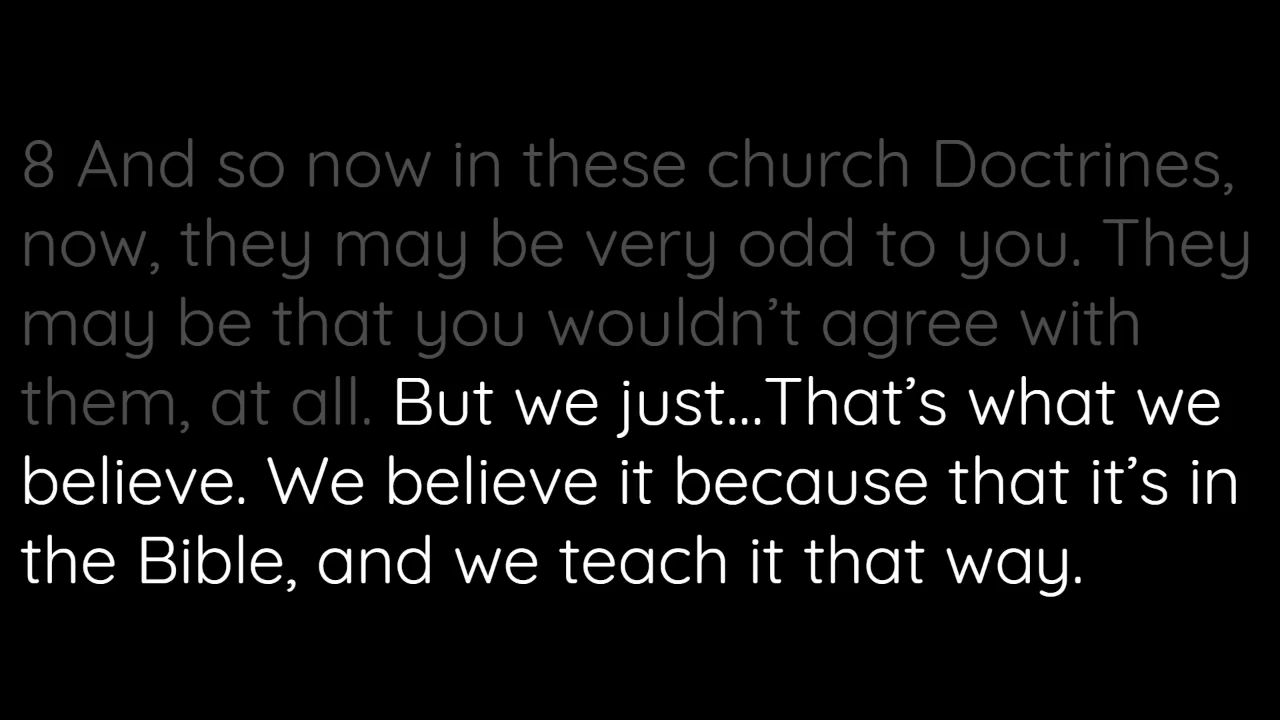 8 And so now in these church Doctrines,
now, they may be very odd to you. They
may be that you wouldn’t agree with
them, at all. But we just...That’s what we
believe. We believe it because that it’s in
the Bible, and we teach it that way.